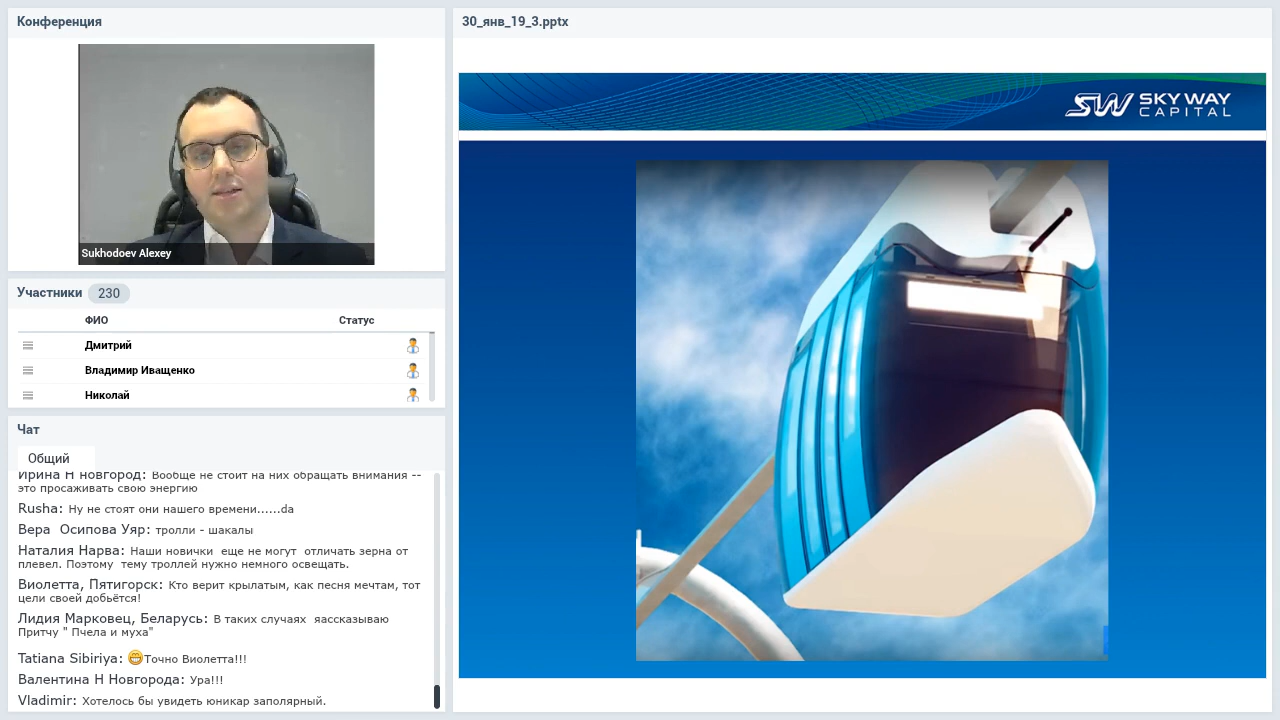 Конференция
Sukhodoev Alexey
Участники 230
ФИО Статус
Дмитрий
Владимир Иващенко
Николай
Чат
Общий
Ирина Н новгород: Вообще не стоит на них обращать внимания --
это просаживать свою энергию
Rusha: Ну не стоят они нашего времени......da
Вера Осипова Уяр: тролли - шакалы
Наталия Нарва: Наши новички еще не могут отличать зерна от
плевел. Поэтому тему троллей нужно немного освещать.
Виолетта, Пятигорск: Кто верит крылатым, как песня мечтам, тот
цели своей добьётся!
Лидия Марковец, Беларусь: В таких случаях яассказываю
Притчу " Пчела и муха"
Tatiana Sibiriya: Точно Виолетта!!!
Валентина Н Новгорода: Ура!!!
Vladimir: Хотелось бы увидеть юникар заполярный.
30_янв_19_3.pptx
SW SKY WAY
CAPITAL